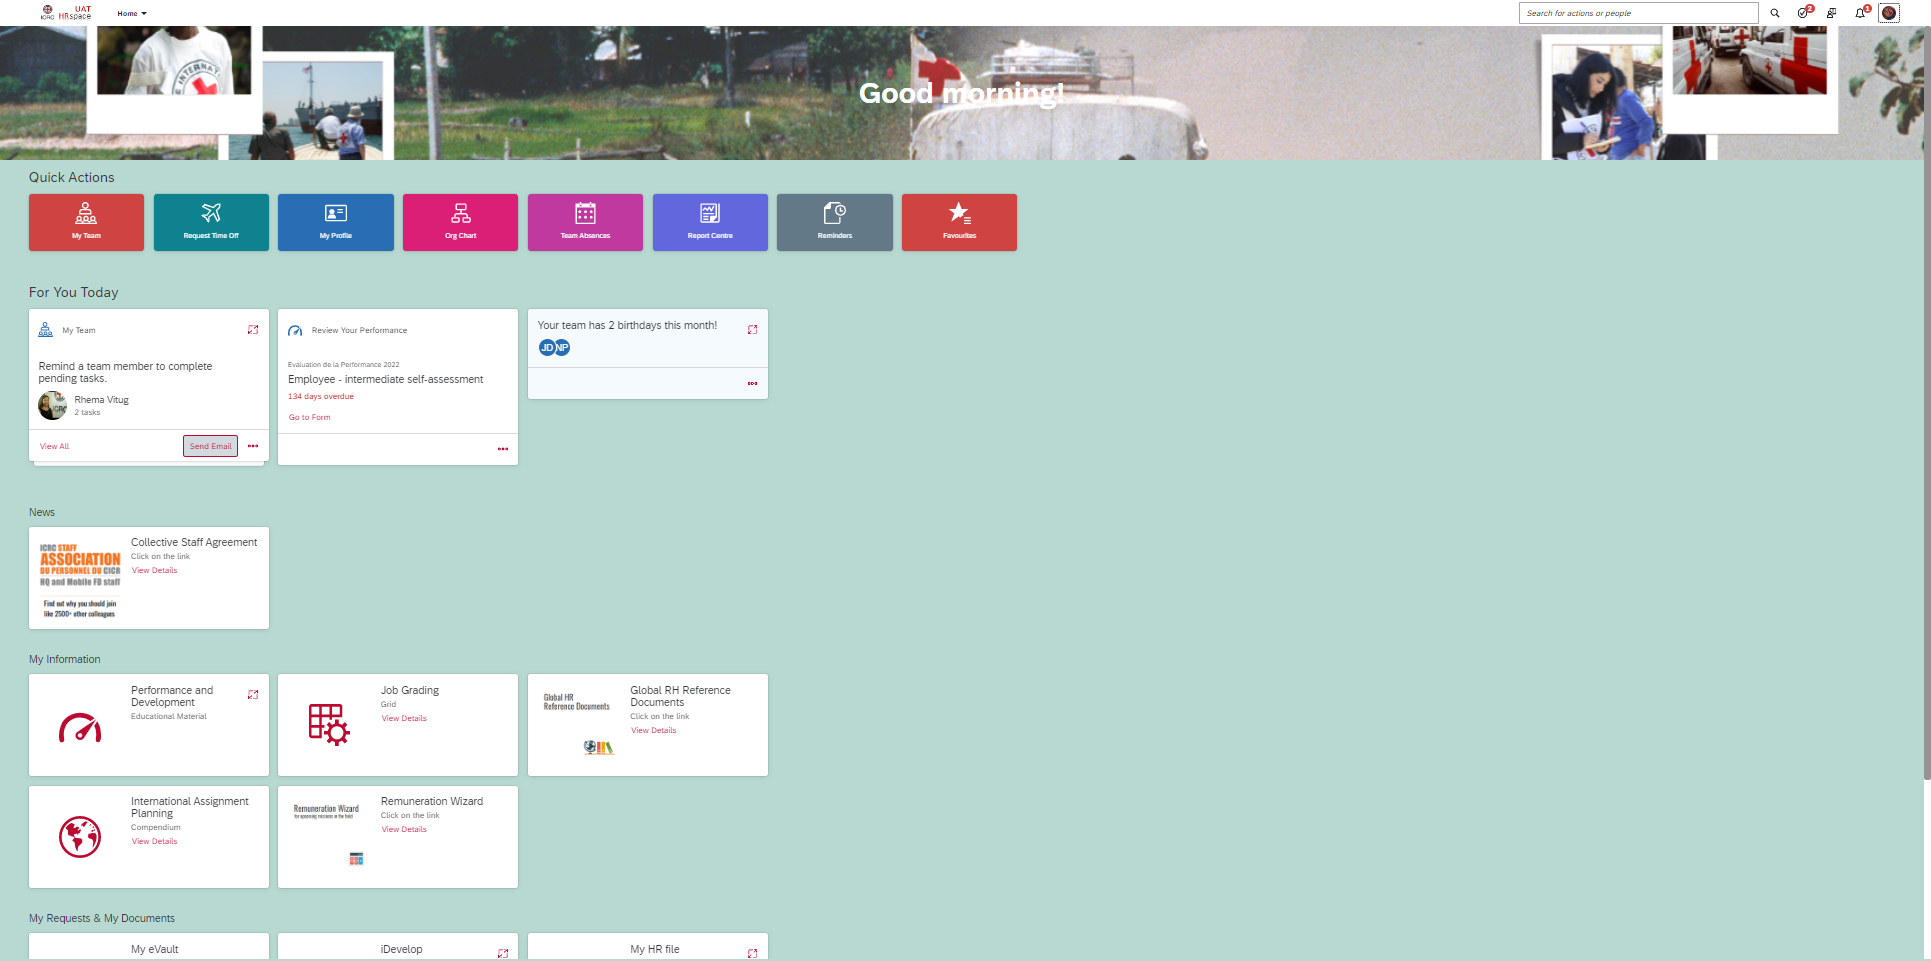 ICRC
UAT
HRspace
Home
Search for actions or people
2
1
INTERNATI
Good morning!
Quick Actions
My Team
Request Time Off
My Profile
Org Chart
Team Absences
Report Centre
Reminders
Favourites
For You Today
My Team
Remind a team member to complete
pending tasks.
Rhema Vitug
2 tasks
View All
Send Email
Review Your Performance
Evaluation de la Performance 2022
Employee - intermediate self-assessment
134 days overdue
Go to Form
Your team has 2 birthdays this month!
JD NP
News
ICRC STAFF
ASSOCIATION
DU PERSONNEL DU CICR
HQ and Mobile FD staff
Find out why you should join
like 2500+ other colleagues
Collective Staff Agreement
Click on the link
View Details
My Information
Performance and
Development
Educational Material
Job Grading
Grid
View Details
Global HR
Reference Documents
Global RH Reference
Documents
Click on the link
View Details
International Assignment
Planning
Compendium
View Details
Remuneration Wizard
for upcoming missions in the field
Remuneration Wizard
Click on the link
View Details
My Requests & My Documents
My eVault
iDevelop
My HR file